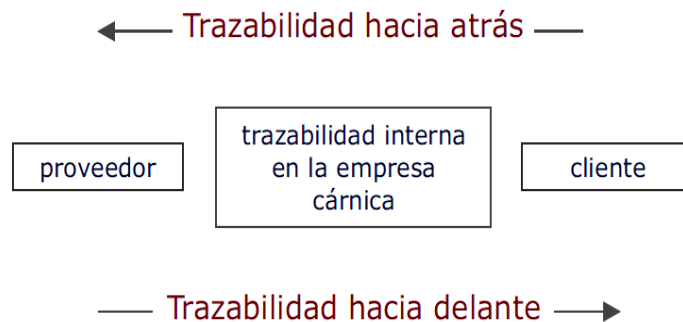 Trazabilidad hacia atrás
proveedor
trazabilidad interna
en la empresa
cárnica
cliente
Trazabilidad hacia delante